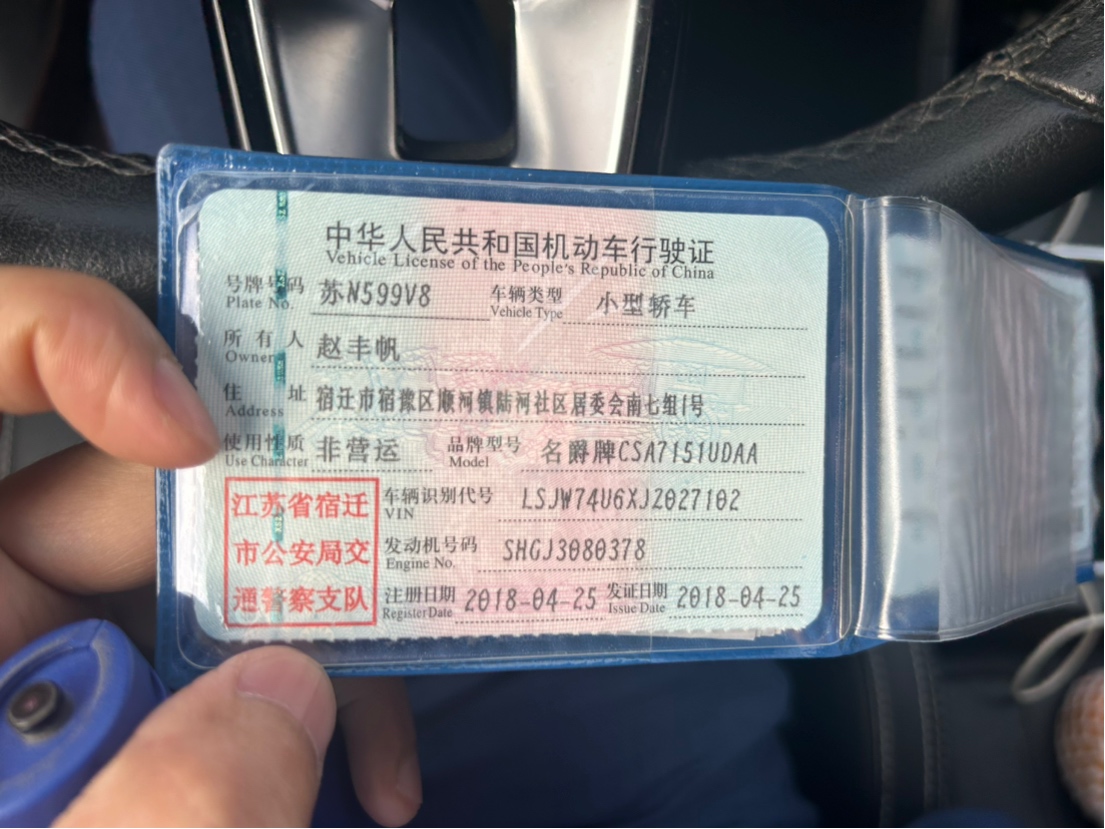 中华人民共和国机动车行驶证
Vehicle License of the People's Republic of China
号牌号码 苏N599V8 车辆类型 小型轿车
Plate No. Vehicle Type
所有人 赵丰帆
Owner
住址 宿迁市宿豫区顺河镇陆河社区居委会南七组1号
Address
使用性质 非营运 品牌型号 名爵牌CSA7151UDAA
Use Character Model
江苏省宿迁
市公安局交
通警察支队
车辆识别代号 LSJW74U6XJZ027102
VIN
发动机号码 SHGJ3080378
Engine No.
注册日期 2018-04-25 发证日期 2018-04-25
Register Date Issue Date